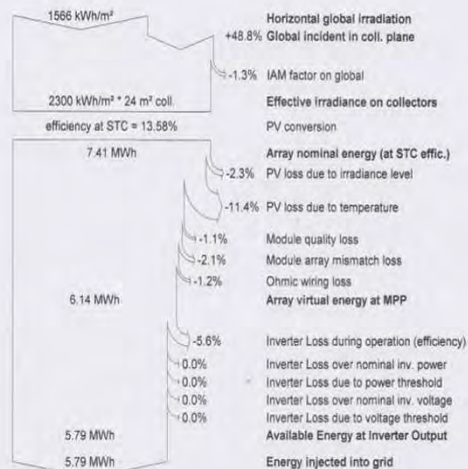 1566 kWh/m² Horizontal global irradiation
+48.8% Global incident in coll. plane
-1.3% IAM factor on global
2300 kWh/m² * 24 m² coll. Effective irradiance on collectors
efficiency at STC = 13.58% PV conversion
7.41 MWh Array nominal energy (at STC effic.)
-2.3% PV loss due to irradiance level
-11.4% PV loss due to temperature
-1.1% Module quality loss
-2.1% Module array mismatch loss
-1.2% Ohmic wiring loss
6.14 MWh Array virtual energy at MPP
-5.6% Inverter Loss during operation (efficiency)
0.0% Inverter Loss over nominal inv. power
0.0% Inverter Loss due to power threshold
0.0% Inverter Loss over nominal inv. voltage
0.0% Inverter Loss due to voltage threshold
5.79 MWh Available Energy at Inverter Output
5.79 MWh Energy injected into grid